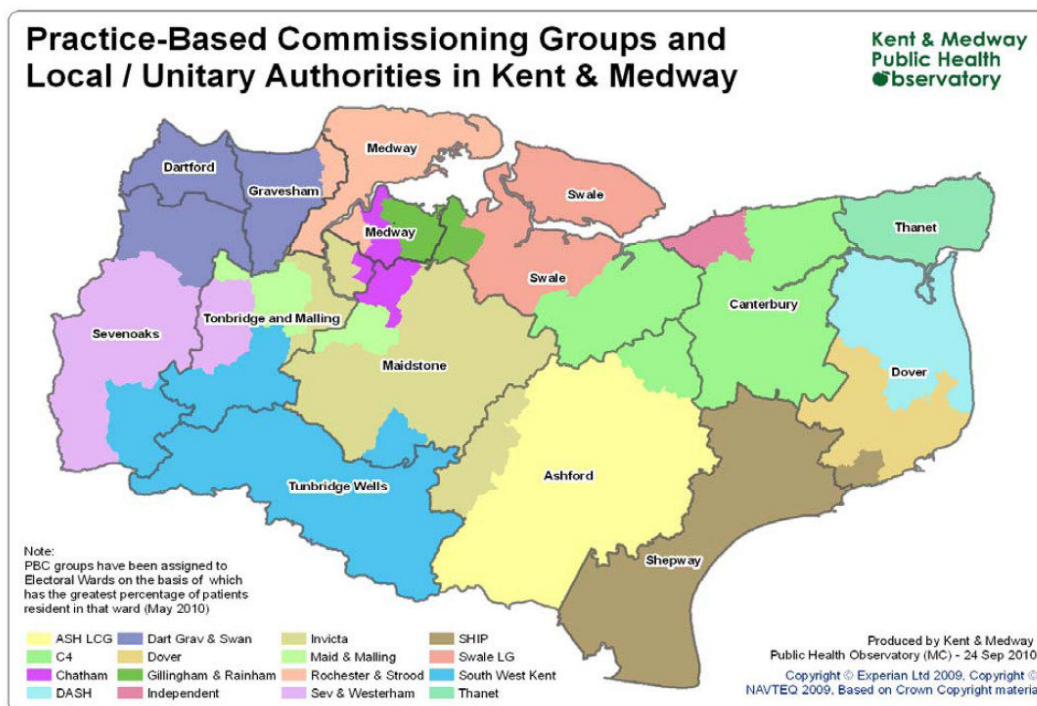 Practice-Based Commissioning Groups and
Local / Unitary Authorities in Kent & Medway
Kent & Medway
Public Health
Observatory
Medway
Dartford
Gravesham
Swale
Medway
Thanet
Swale
Canterbury
Sevenoaks
Tonbridge and Malling
Maidstone
Dover
Ashford
Tunbridge Wells
Shepway
Note:
PBC groups have been assigned to
Electoral Wards on the basis of which
has the greatest percentage of patients
resident in that ward (May 2010)
ASH LCG
Dart Grav & Swan
Invicta
SHIP
C4
Dover
Maid & Malling
Swale LG
Chatham
Gillingham & Rainham
Rochester & Strood
South West Kent
DASH
Independent
Sev & Westerham
Thanet
Produced by Kent & Medway
Public Health Observatory (MC) - 24 Sep 2010
Copyright © Experian Ltd 2009, Copyright ©
NAVTEQ 2009, Based on Crown Copyright materia